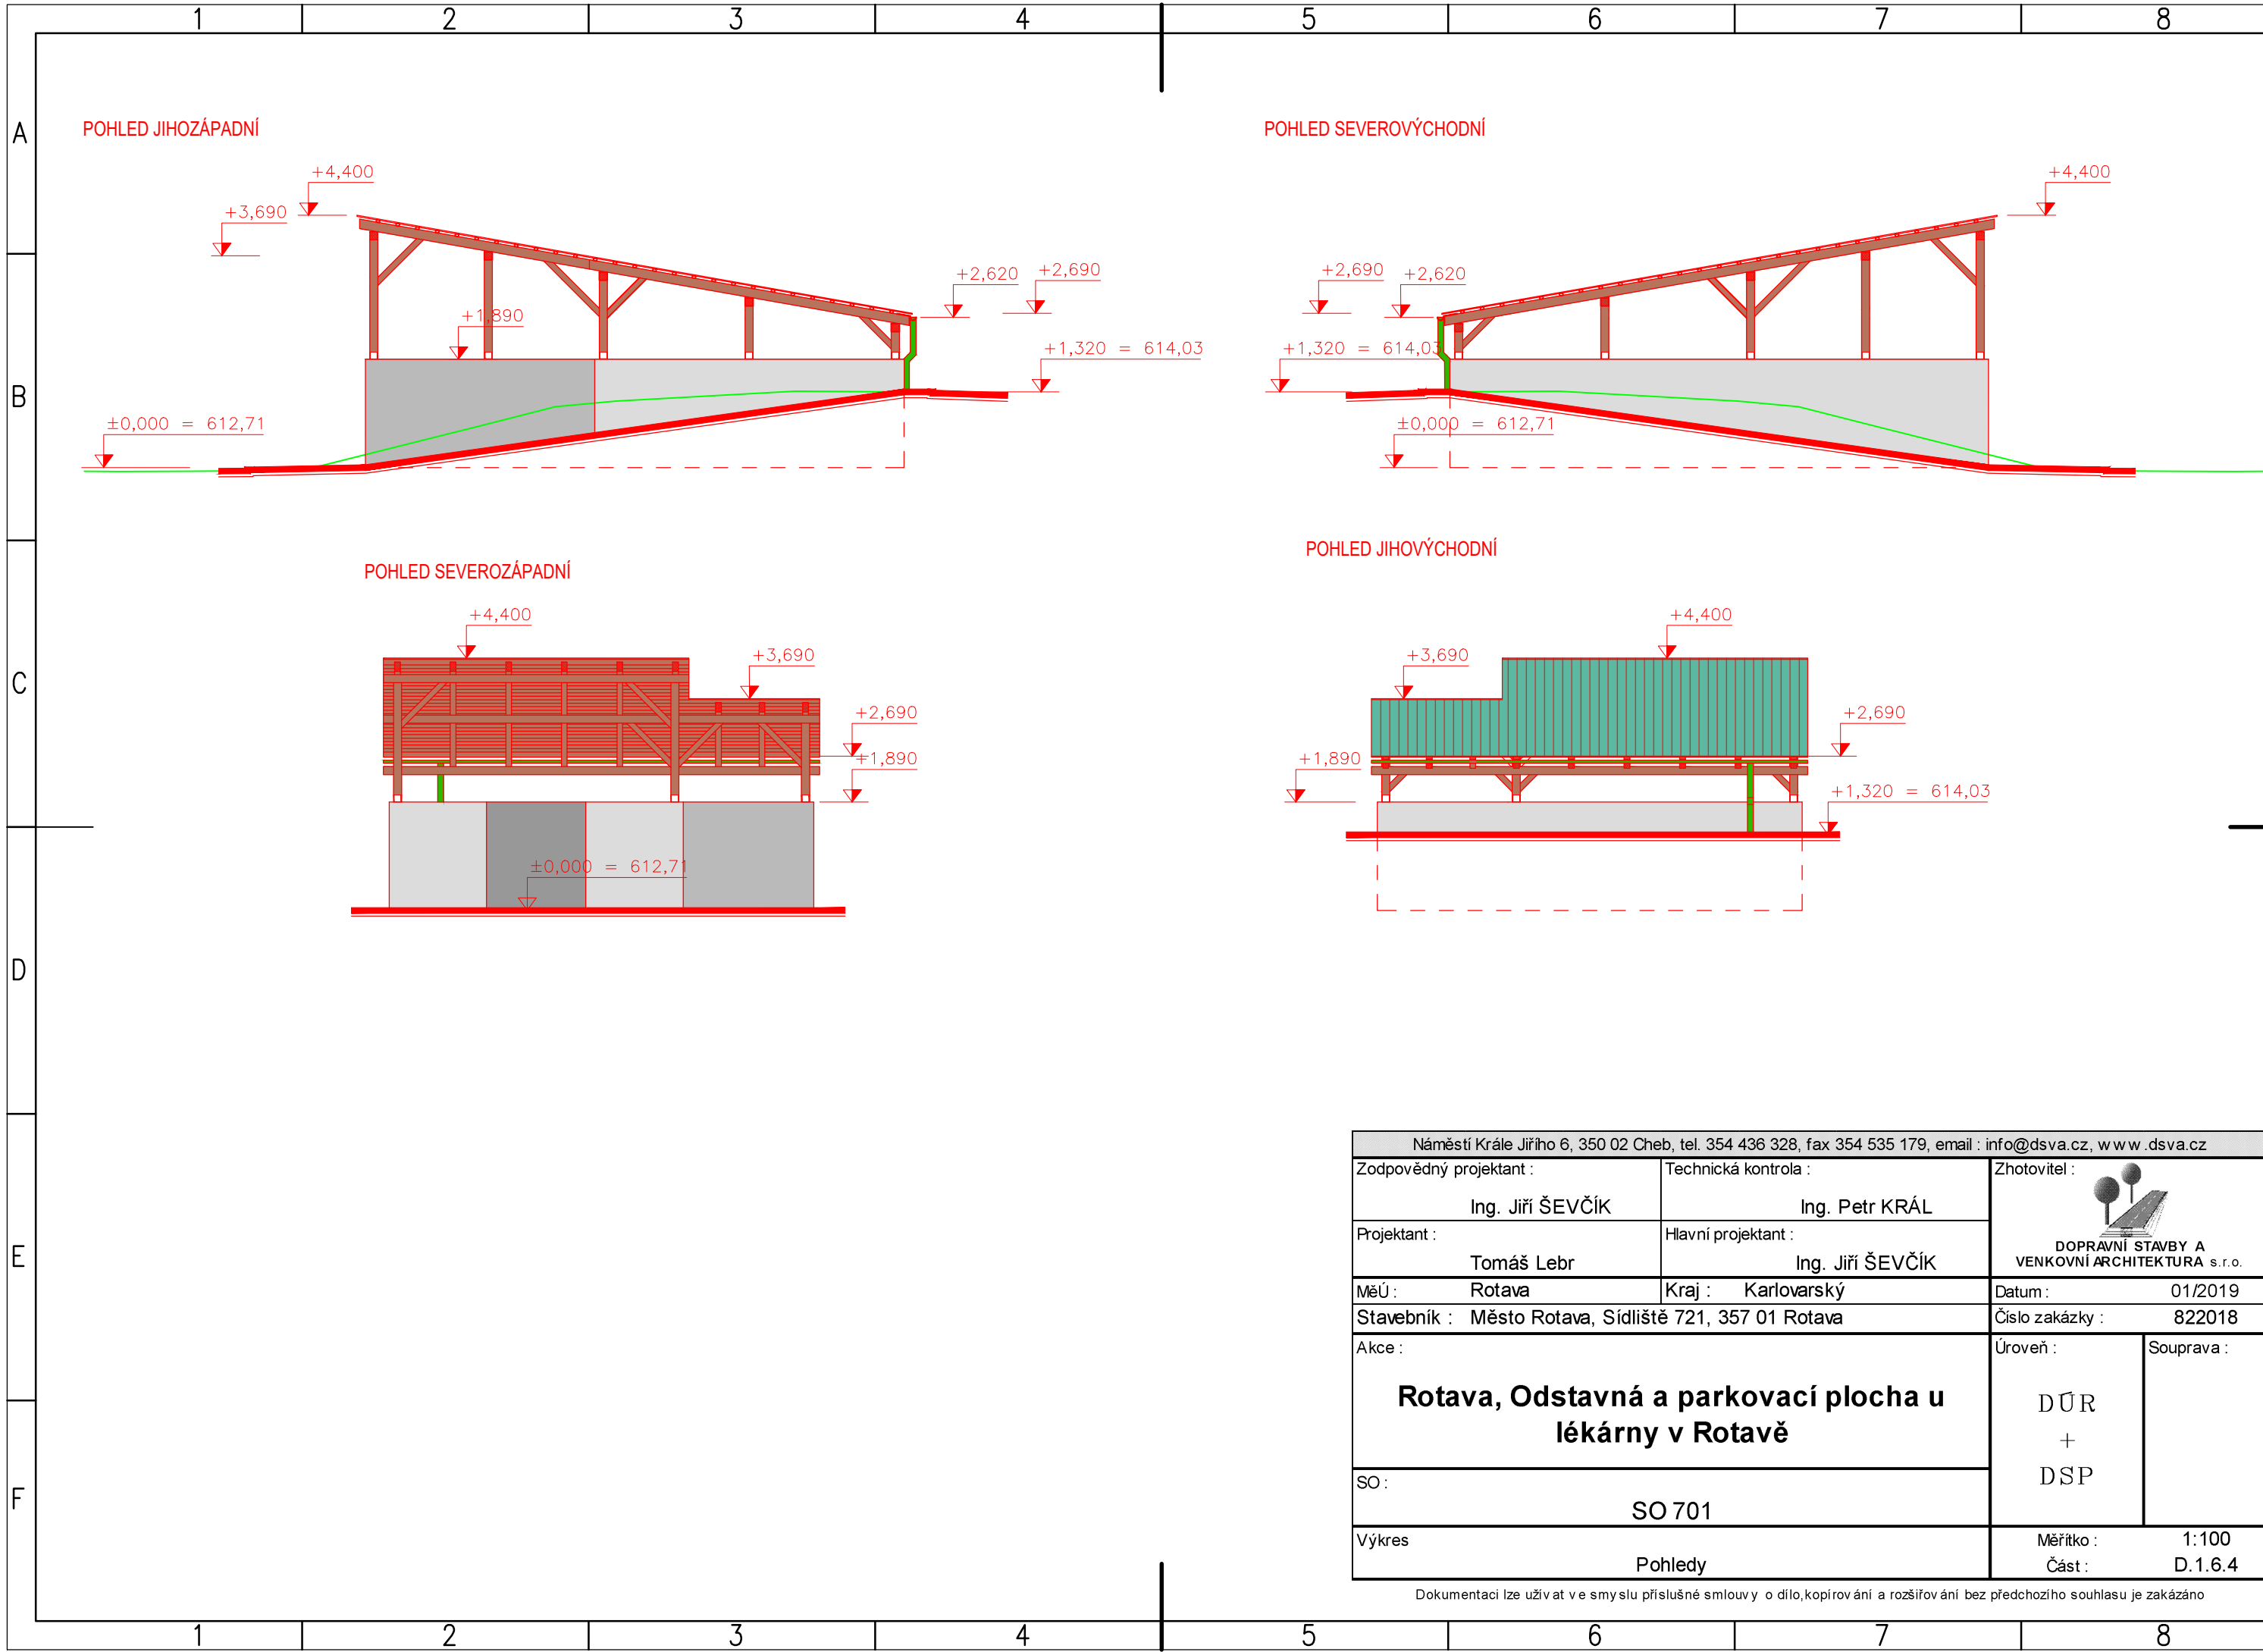 1 2 3 4 5 6 7 8
A
B
C
D
E
F
POHLED JIHOZÁPADNÍ
+4,400
+3,690
+2,620
+2,690
+1,890
+1,320 = 614,03
±0,000 = 612,71
POHLED SEVEROVÝCHODNÍ
+4,400
+2,690
+2,620
+1,320 = 614,03
±0,000 = 612,71
POHLED SEVEROZÁPADNÍ
+4,400
+3,690
+2,690
+1,890
±0,000 = 612,71
POHLED JIHOVÝCHODNÍ
+4,400
+3,690
+2,690
+1,890
+1,320 = 614,03
Náměstí Krále Jiřího 6, 350 02 Cheb, tel. 354 436 328, fax 354 535 179, email : info@dsva.cz, www.dsva.cz
Zodpovědný projektant :
Ing. Jiří ŠEVČÍK
Technická kontrola :
Ing. Petr KRÁL
Zhotovitel :
DOPRAVNÍ STAVBY A
VENKOVNÍ ARCHITEKTURA s.r.o.
Projektant :
Tomáš Lebr
Hlavní projektant :
Ing. Jiří ŠEVČÍK
MěÚ : Rotava
Kraj : Karlovarský
Datum : 01/2019
Stavebník : Město Rotava, Sídliště 721, 357 01 Rotava
Číslo zakázky : 822018
Akce :
Rotava, Odstavná a parkovací plocha u
lékárny v Rotavě
Úroveň :
DÚR
+
DSP
Souprava :
SO :
SO 701
Výkres
Pohledy
Měřítko : 1:100
Část : D.1.6.4
Dokumentaci lze užívat ve smyslu příslušné smlouvy o dílo,kopírování a rozšiřování bez předchozího souhlasu je zakázáno
1 2 3 4 5 6 7 8